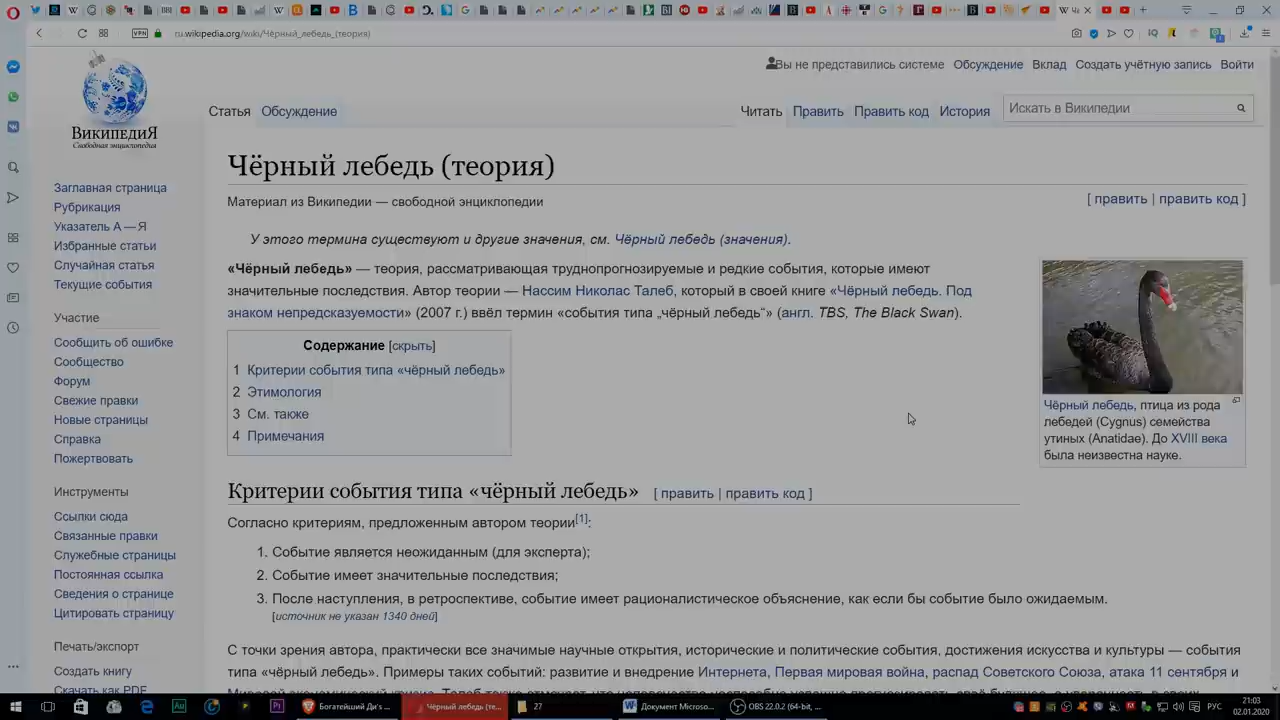 ru.wikipedia.org/wiki/Чёрный_лебедь_(теория)
VPN
Вы не представились системе Обсуждение Вклад Создать учётную запись Войти
Статья Обсуждение
Читать Править Править код История
Искать в Википедии
ВикипедиЯ
Свободная энциклопедия
Заглавная страница
Рубрикация
Указатель А — Я
Избранные статьи
Случайная статья
Текущие события
Участие
Сообщить об ошибке
Сообщество
Форум
Свежие правки
Новые страницы
Справка
Пожертвовать
Инструменты
Ссылки сюда
Связанные правки
Служебные страницы
Постоянная ссылка
Сведения о странице
Цитировать страницу
Печать/экспорт
Создать книгу
Скачать как PDF
Чёрный лебедь (теория)
Материал из Википедии — свободной энциклопедии
[ править | править код ]
У этого термина существуют и другие значения, см. Чёрный лебедь (значения).
«Чёрный лебедь» — теория, рассматривающая труднопрогнозируемые и редкие события, которые имеют
значительные последствия. Автор теории — Нассим Николас Талеб, который в своей книге «Чёрный лебедь. Под
знаком непредсказуемости» (2007 г.) ввёл термин «события типа „чёрный лебедь“» (англ. TBS, The Black Swan).
Содержание [скрыть]
1 Критерии события типа «чёрный лебедь»
2 Этимология
3 См. также
4 Примечания
Чёрный лебедь, птица из рода
лебедей (Cygnus) семейства
утиных (Anatidae). До XVIII века
была неизвестна науке.
Критерии события типа «чёрный лебедь» [ править | править код ]
Согласно критериям, предложенным автором теории[1]:
1. Событие является неожиданным (для эксперта);
2. Событие имеет значительные последствия;
3. После наступления, в ретроспективе, событие имеет рационалистическое объяснение, как если бы событие было ожидаемым.
[источник не указан 1340 дней]
С точки зрения автора, практически все значимые научные открытия, исторические и политические события, достижения искусства и культуры — события
типа «чёрный лебедь». Примеры таких событий: развитие и внедрение Интернета, Первая мировая война, распад Советского Союза, атака 11 сентября и
Богатейший Ди's ...
Чёрный лебедь (те...
27
Документ Microso...
OBS 22.0.2 (64-bit, ...
РУС
21:03
02.01.2020